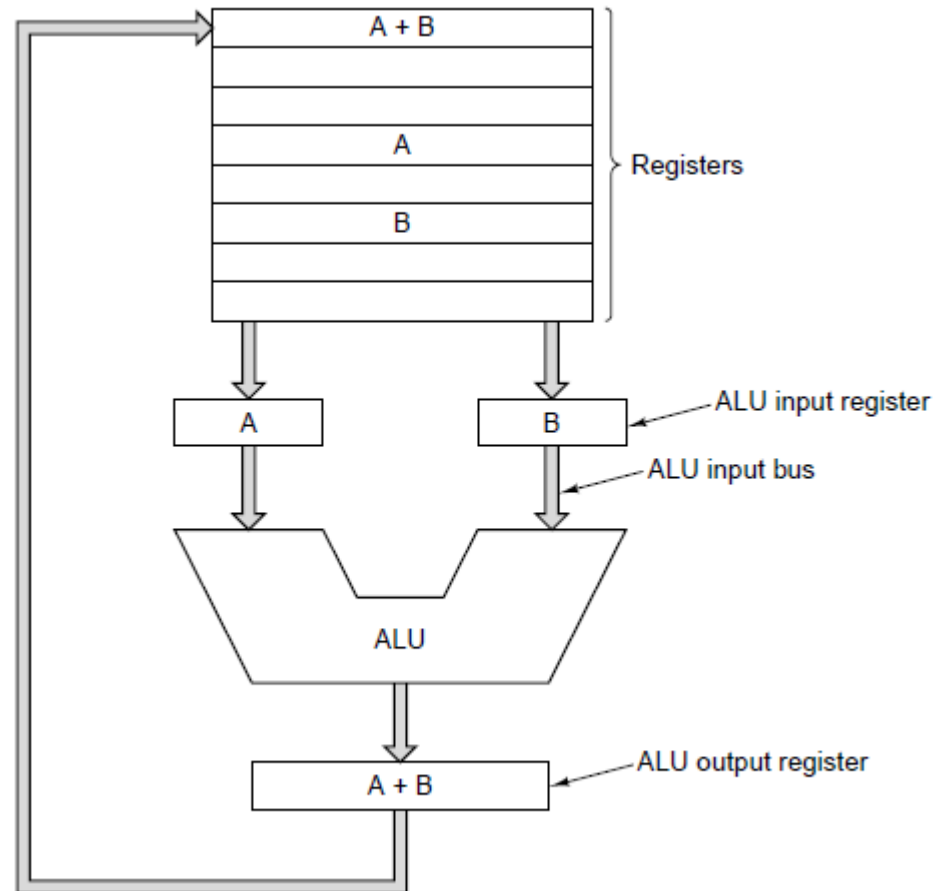 A + B
A
Registers
B
A
B
ALU input register
ALU input bus
ALU
ALU output register
A + B